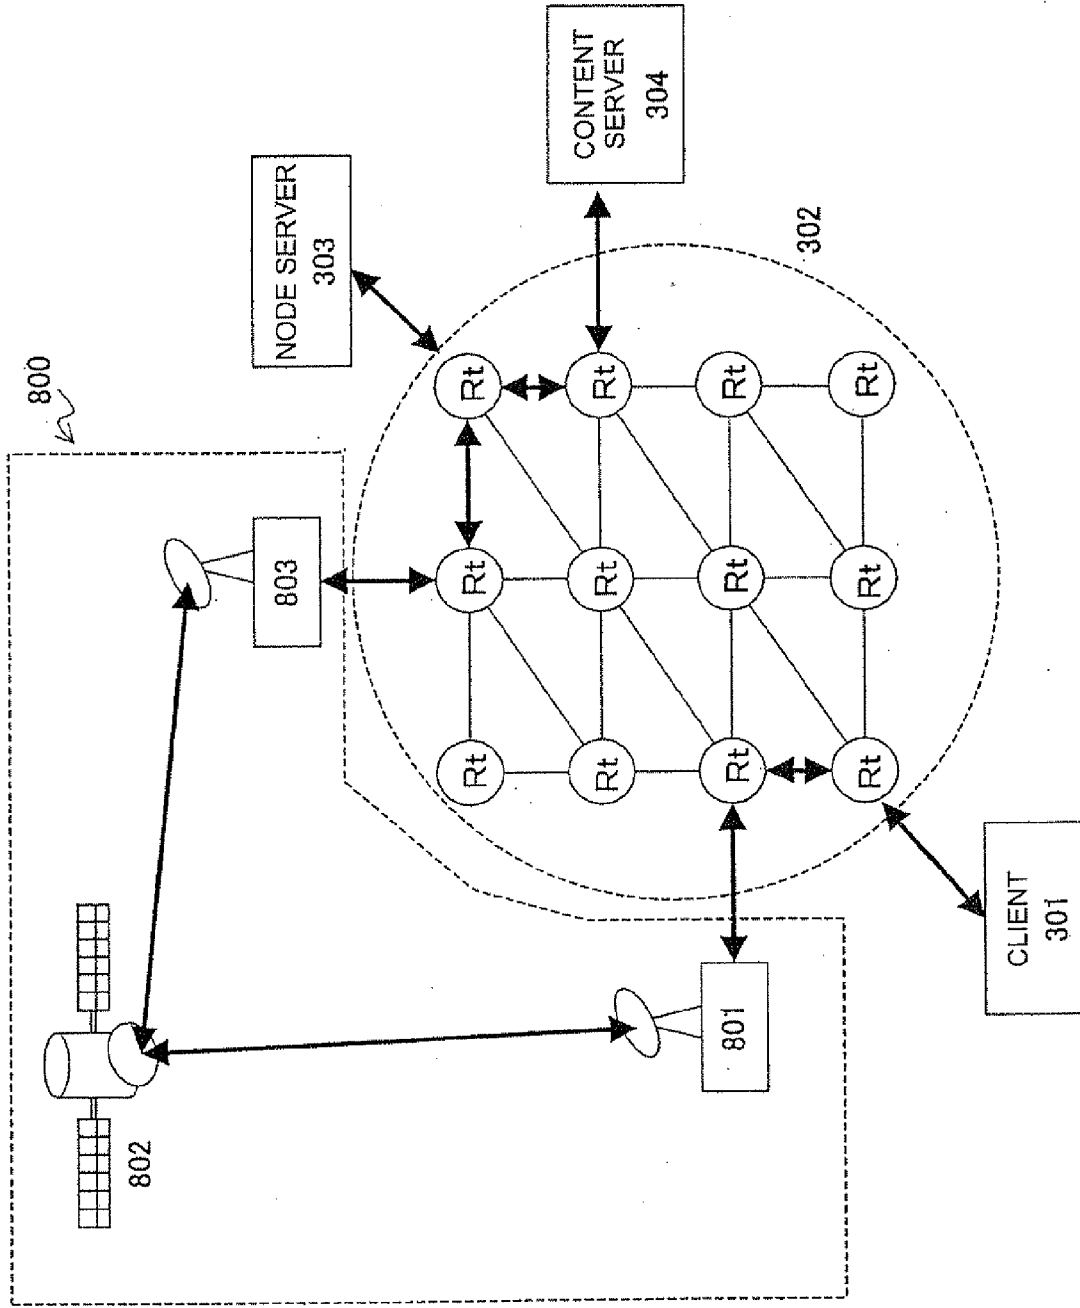 800
802
803
NODE SERVER
303
Rt
Rt
Rt
Rt
Rt
Rt
CONTENT
SERVER
304
801
Rt
Rt
Rt
302
Rt
Rt
Rt
CLIENT
301